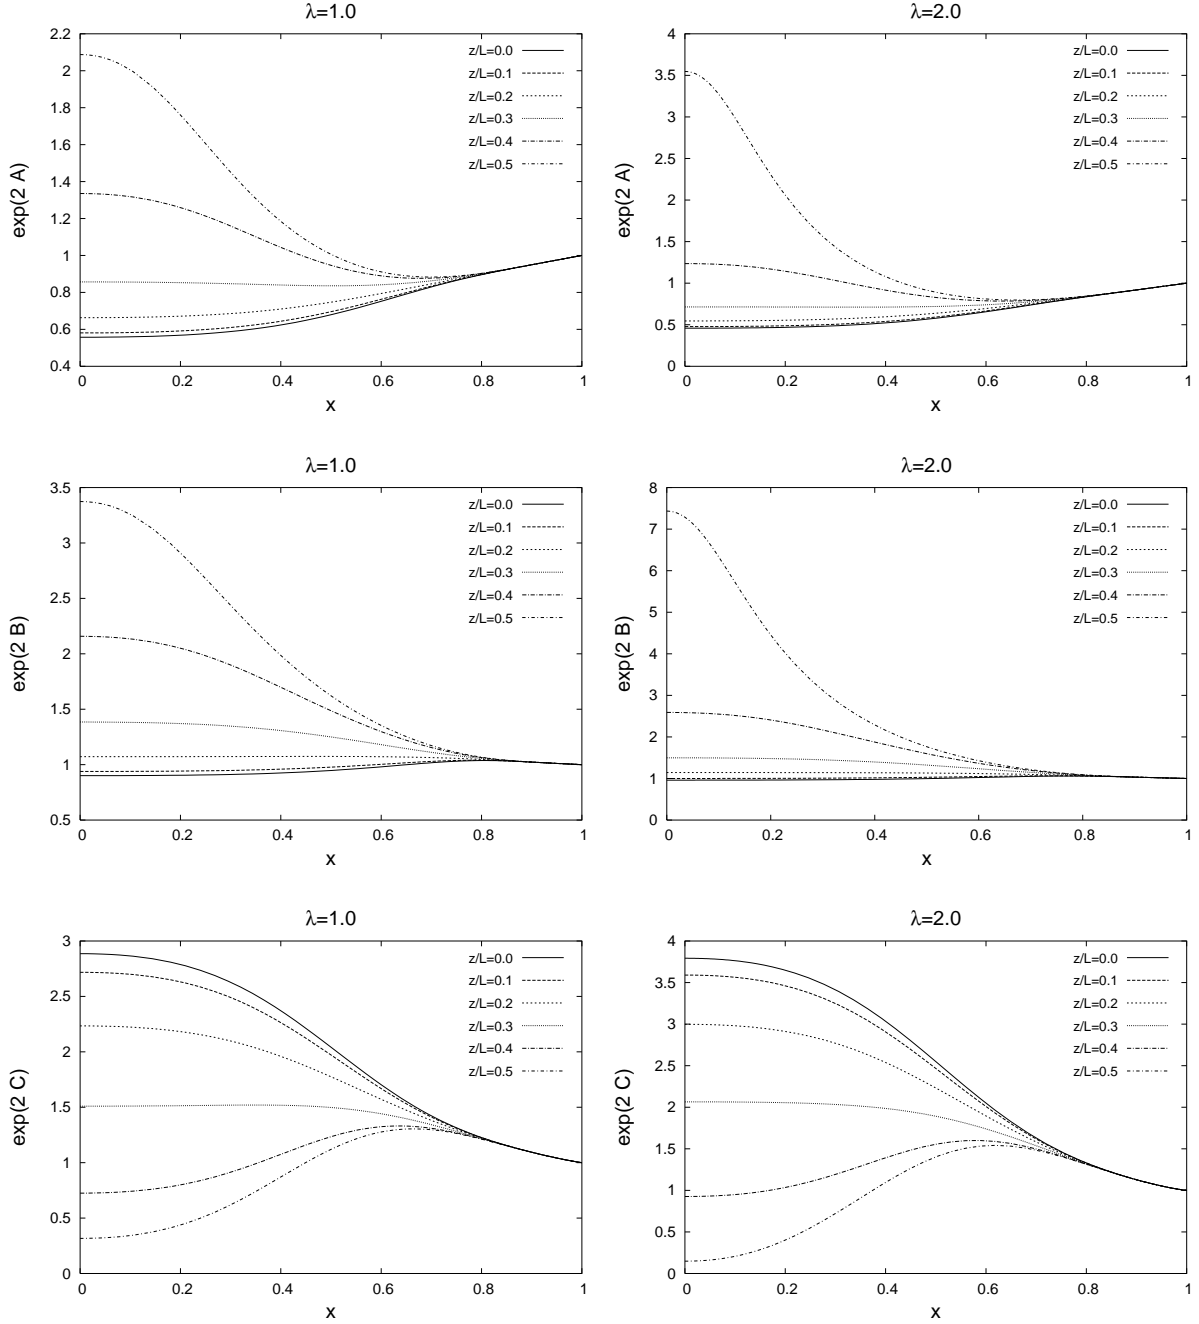 λ=1.0
exp(2 A)
2.2
2
1.8
1.6
1.4
1.2
1
0.8
0.6
0.4
0 0.2 0.4 0.6 0.8 1
x
z/L=0.0
z/L=0.1
z/L=0.2
z/L=0.3
z/L=0.4
z/L=0.5
λ=2.0
exp(2 A)
4
3.5
3
2.5
2
1.5
1
0.5
0
0 0.2 0.4 0.6 0.8 1
x
z/L=0.0
z/L=0.1
z/L=0.2
z/L=0.3
z/L=0.4
z/L=0.5
λ=1.0
exp(2 B)
3.5
3
2.5
2
1.5
1
0.5
0 0.2 0.4 0.6 0.8 1
x
z/L=0.0
z/L=0.1
z/L=0.2
z/L=0.3
z/L=0.4
z/L=0.5
λ=2.0
exp(2 B)
8
7
6
5
4
3
2
1
0
0 0.2 0.4 0.6 0.8 1
x
z/L=0.0
z/L=0.1
z/L=0.2
z/L=0.3
z/L=0.4
z/L=0.5
λ=1.0
exp(2 C)
3
2.5
2
1.5
1
0.5
0
0 0.2 0.4 0.6 0.8 1
x
z/L=0.0
z/L=0.1
z/L=0.2
z/L=0.3
z/L=0.4
z/L=0.5
λ=2.0
exp(2 C)
4
3.5
3
2.5
2
1.5
1
0.5
0
0 0.2 0.4 0.6 0.8 1
x
z/L=0.0
z/L=0.1
z/L=0.2
z/L=0.3
z/L=0.4
z/L=0.5